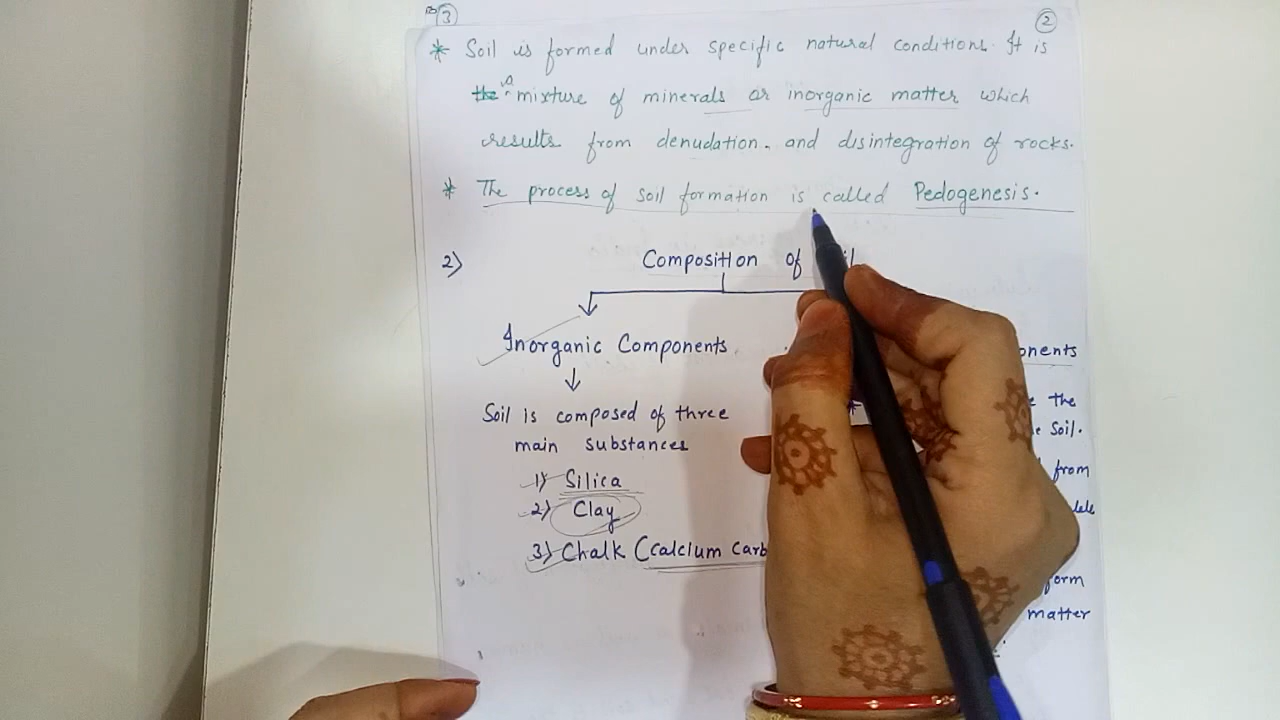 3
2
* Soil is formed under specific natural conditions. It is
the a mixture of minerals or inorganic matter which
results from denudation. and disintegration of rocks.
* The process of soil formation is called Pedogenesis.
2) Composition of
Inorganic Components
Soil is composed of three
main substances
1) Silica
2) Clay
3) Chalk (calcium carb
onents
the
Soil.
from
form
matter